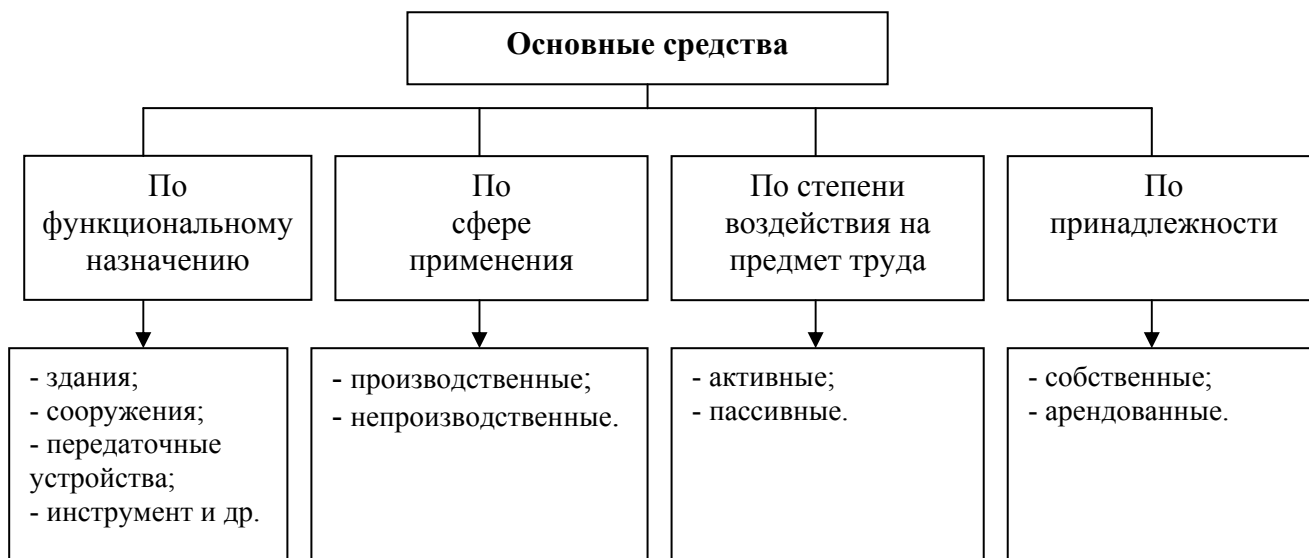 Основные средства
По
функциональному
назначению
По
сфере
применения
По степени
воздействия на
предмет труда
По
принадлежности
- здания;
- сооружения;
- передаточные
устройства;
- инструмент и др.
- производственные;
- непроизводственные.
- активные;
- пассивные.
- собственные;
- арендованные.